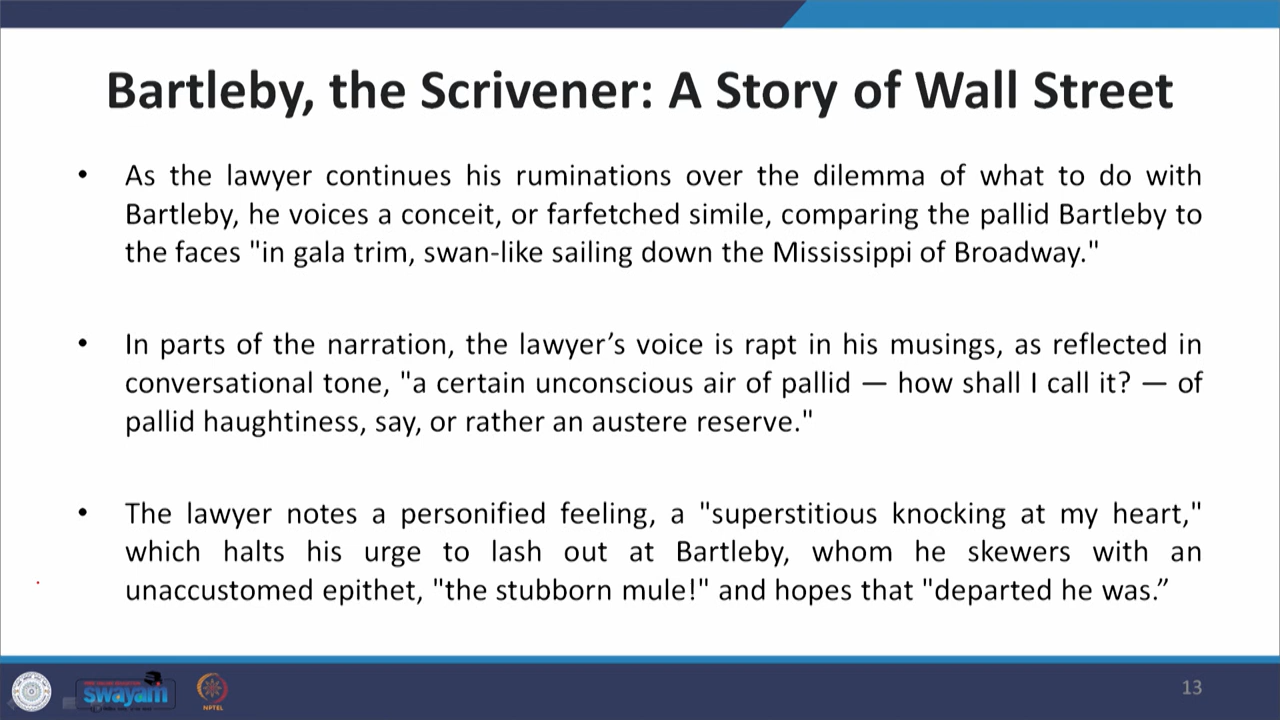 Bartleby, the Scrivener: A Story of Wall Street
• As the lawyer continues his ruminations over the dilemma of what to do with
Bartleby, he voices a conceit, or farfetched simile, comparing the pallid Bartleby to
the faces "in gala trim, swan-like sailing down the Mississippi of Broadway."
• In parts of the narration, the lawyer’s voice is rapt in his musings, as reflected in
conversational tone, "a certain unconscious air of pallid — how shall I call it? — of
pallid haughtiness, say, or rather an austere reserve."
• The lawyer notes a personified feeling, a "superstitious knocking at my heart,"
which halts his urge to lash out at Bartleby, whom he skewers with an
unaccustomed epithet, "the stubborn mule!" and hopes that "departed he was.”
swayam
NPTEL
13